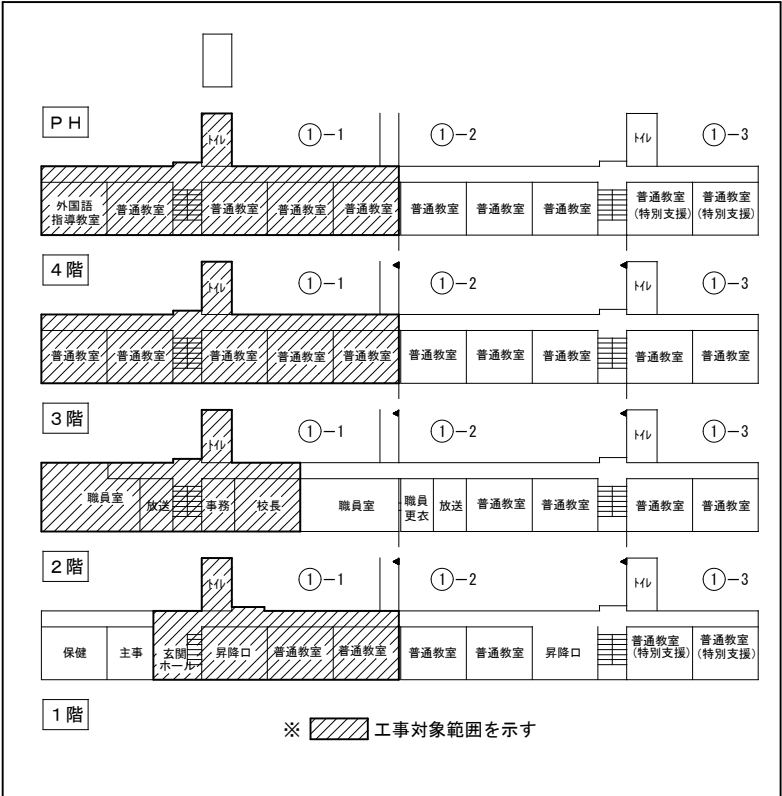 PH
トイレ
①-1
①-2
トイレ
①-3
外国語
指導教室
普通教室
普通教室
普通教室
普通教室
普通教室
普通教室
普通教室
普通教室
(特別支援)
普通教室
(特別支援)
4階
トイレ
①-1
①-2
トイレ
①-3
普通教室
普通教室
普通教室
普通教室
普通教室
普通教室
普通教室
普通教室
普通教室
普通教室
3階
トイレ
①-1
①-2
トイレ
①-3
職員室
放送
事務
校長
職員室
職員
更衣
放送
普通教室
普通教室
普通教室
普通教室
2階
トイレ
①-1
①-2
トイレ
①-3
保健
主事
玄関
ホール
昇降口
普通教室
普通教室
普通教室
普通教室
昇降口
普通教室
(特別支援)
普通教室
(特別支援)
1階
※ 工事対象範囲を示す